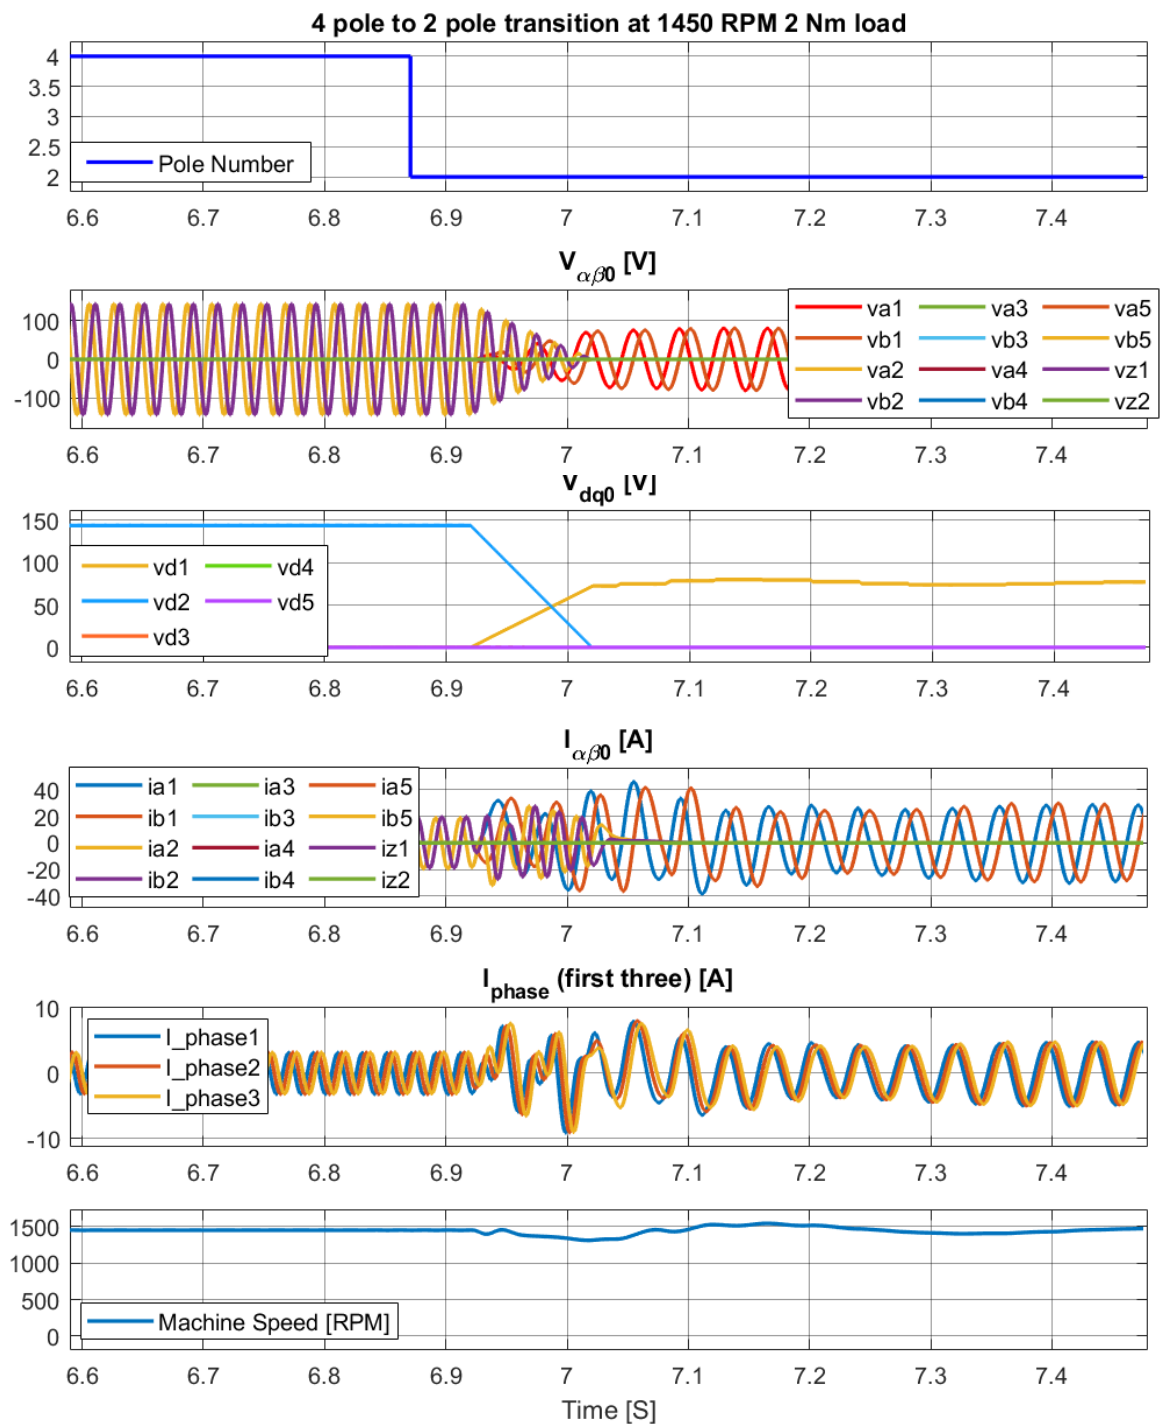 4 pole to 2 pole transition at 1450 RPM 2 Nm load
4
3.5
3
2.5
2
Pole Number
6.6 6.7 6.8 6.9 7 7.1 7.2 7.3 7.4
Vαβ0 [V]
100
0
-100
va1 va3 va5
vb1 vb3 vb5
va2 va4 vz1
vb2 vb4 vz2
6.6 6.7 6.8 6.9 7 7.1 7.2 7.3 7.4
Vdq0 [V]
150
100
50
0
vd1 vd4
vd2 vd5
vd3
6.6 6.7 6.8 6.9 7 7.1 7.2 7.3 7.4
Iαβ0 [A]
40
20
0
-20
-40
ia1 ia3 ia5
ib1 ib3 ib5
ia2 ia4 iz1
ib2 ib4 iz2
6.6 6.7 6.8 6.9 7 7.1 7.2 7.3 7.4
Iphase (first three) [A]
10
0
-10
I_phase1
I_phase2
I_phase3
6.6 6.7 6.8 6.9 7 7.1 7.2 7.3 7.4
1500
1000
500
0
Machine Speed [RPM]
6.6 6.7 6.8 6.9 7 7.1 7.2 7.3 7.4
Time [S]